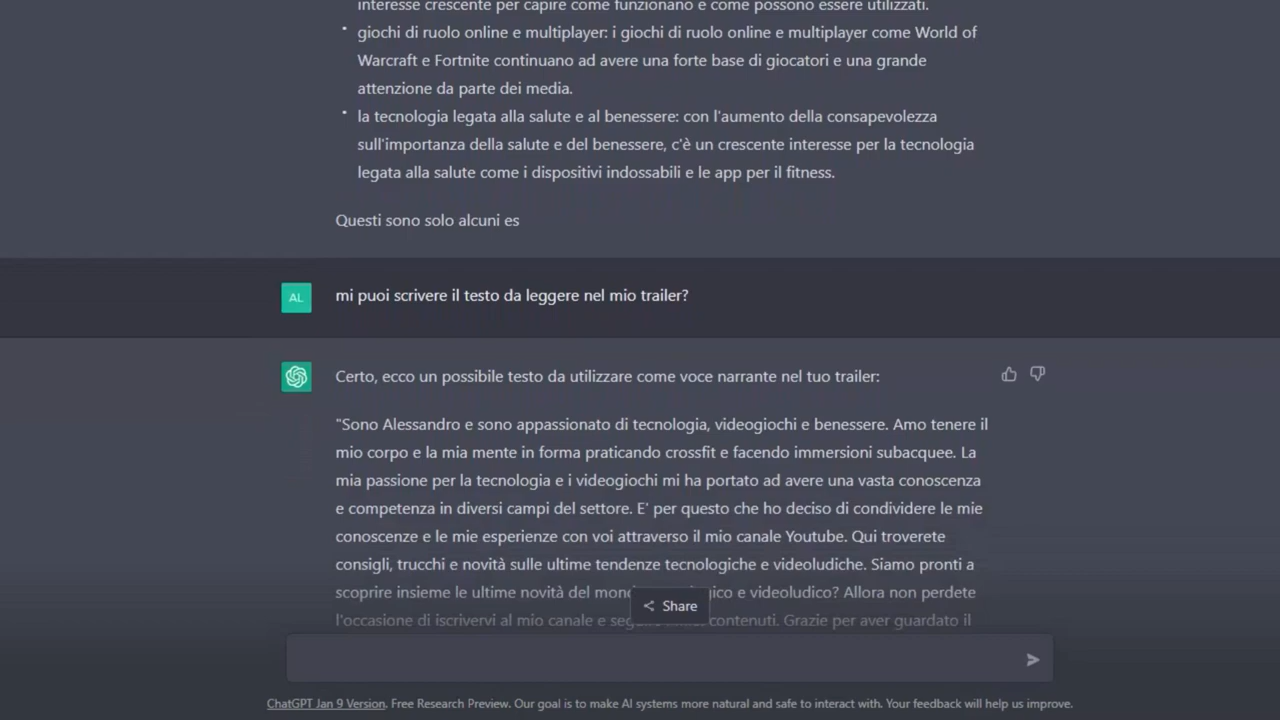 interesse crescente per capire come funzionano e come possono essere utilizzati.
• giochi di ruolo online e multiplayer: i giochi di ruolo online e multiplayer come World of
Warcraft e Fortnite continuano ad avere una forte base di giocatori e una grande
attenzione da parte dei media.
• la tecnologia legata alla salute e al benessere: con l'aumento della consapevolezza
sull'importanza della salute e del benessere, c'è un crescente interesse per la tecnologia
legata alla salute come i dispositivi indossabili e le app per il fitness.
Questi sono solo alcuni es
AL
mi puoi scrivere il testo da leggere nel mio trailer?
Certo, ecco un possibile testo da utilizzare come voce narrante nel tuo trailer:
"Sono Alessandro e sono appassionato di tecnologia, videogiochi e benessere. Amo tenere il
mio corpo e la mia mente in forma praticando crossfit e facendo immersioni subacquee. La
mia passione per la tecnologia e i videogiochi mi ha portato ad avere una vasta conoscenza
e competenza in diversi campi del settore. E' per questo che ho deciso di condividere le mie
conoscenze e le mie esperienze con voi attraverso il mio canale Youtube. Qui troverete
consigli, trucchi e novità sulle ultime tendenze tecnologiche e videoludiche. Siamo pronti a
scoprire insieme le ultime novità del e videoludico? Allora non perdete
l'occasione di iscrivervi al mio canale e contenuti. Grazie per aver guardato il
Share
ChatGPT Jan 9 Version. Free Research Preview. Our goal is to make AI systems more natural and safe to interact with. Your feedback will help us improve.